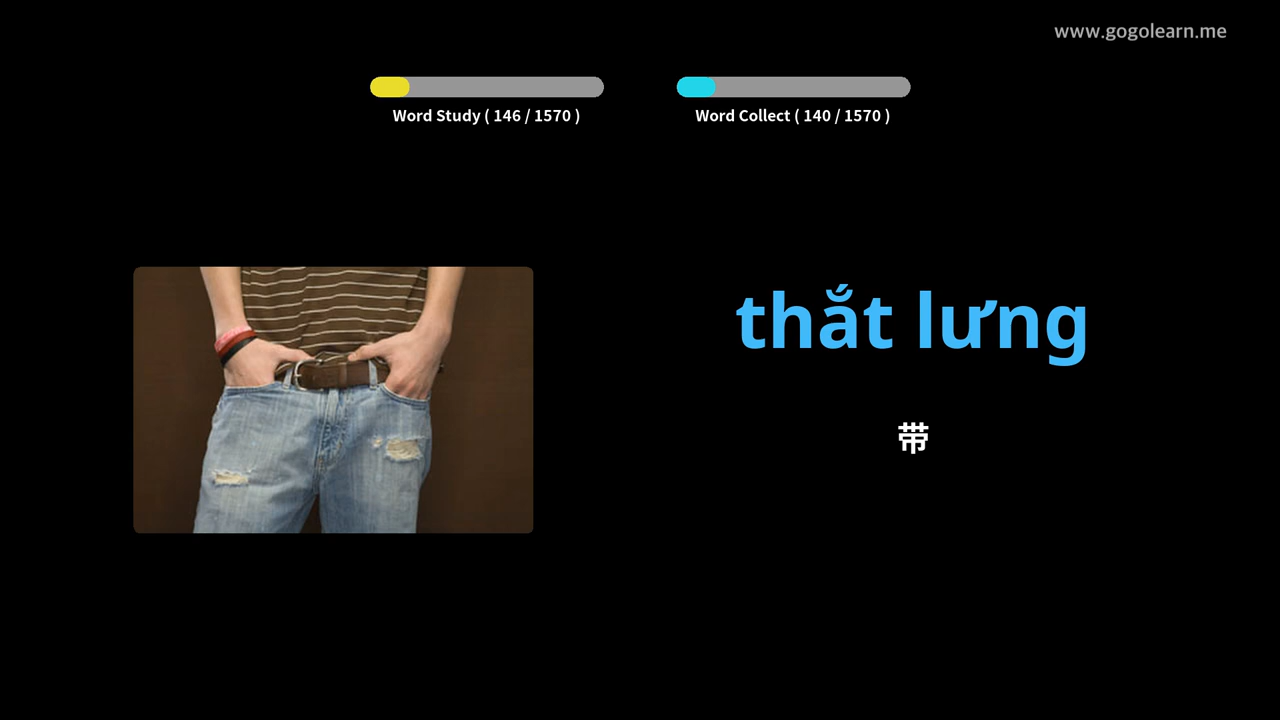 www.gogolearn.me
Word Study ( 146 / 1570 )
Word Collect ( 140 / 1570 )
thắt lưng
带